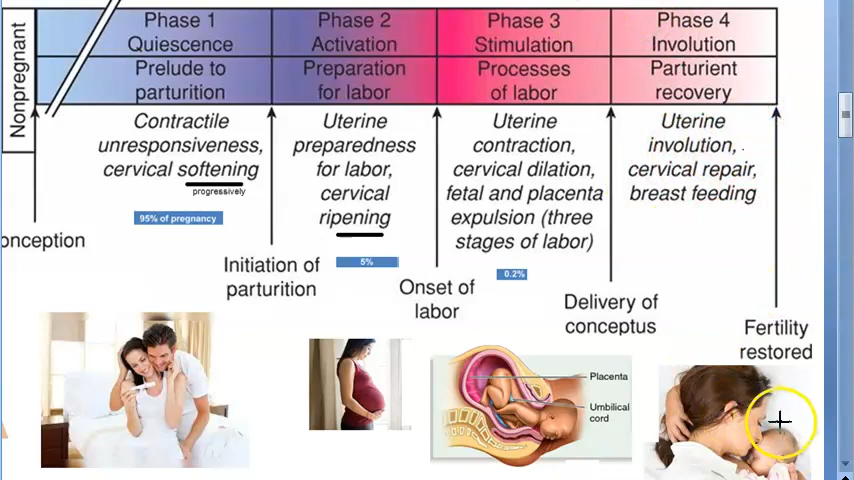 Nonpregnant
Phase 1
Quiescence
Prelude to
parturition
Phase 2
Activation
Preparation
for labor
Phase 3
Stimulation
Processes
of labor
Phase 4
Involution
Parturient
recovery
Contractile
unresponsiveness,
cervical softening
progressively
95% of pregnancy
Uterine
preparedness
for labor,
cervical
ripening
5%
Uterine
contraction,
cervical dilation,
fetal and placenta
expulsion (three
stages of labor)
0.2%
Uterine
involution,
cervical repair,
breast feeding
onception
Initiation of
parturition
Onset of
labor
Delivery of
conceptus
Fertility
restored
Placenta
Umbilical
cord